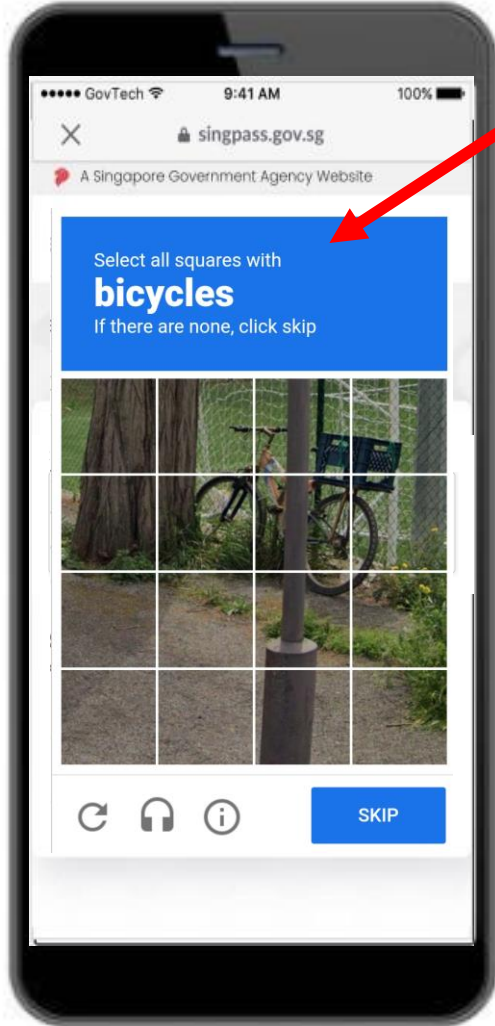 GovTech 9:41 AM 100%
singpass.gov.sg
A Singapore Government Agency Website
Select all squares with
bicycles
If there are none, click skip
SKIP